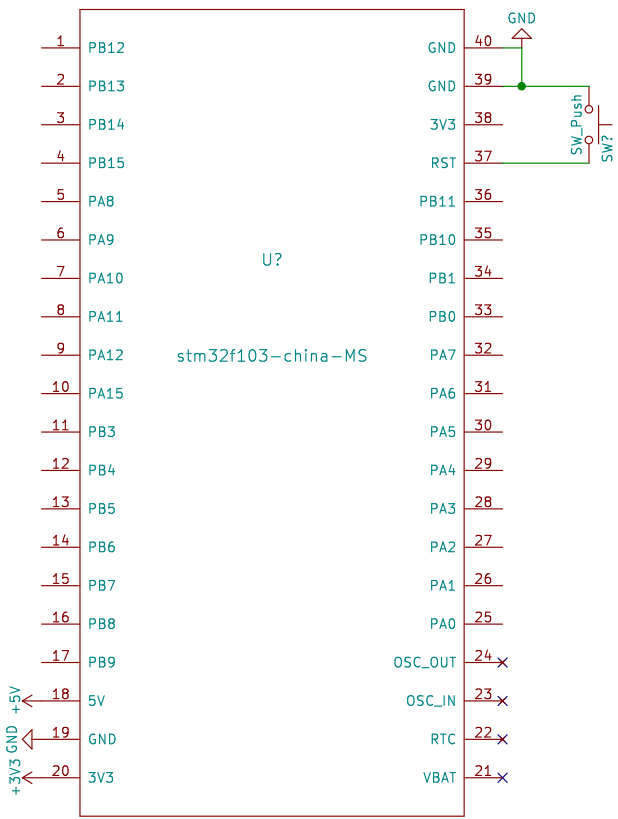 GND
1 PB12 GND 40
2 PB13 GND 39
3 PB14 3V3 38
SW_Push
SW?
4 PB15 RST 37
5 PA8 PB11 36
6 PA9 PB10 35
U?
7 PA10 PB1 34
8 PA11 PB0 33
9 PA12 PA7 32
stm32f103-china-MS
10 PA15 PA6 31
11 PB3 PA5 30
12 PB4 PA4 29
13 PB5 PA3 28
14 PB6 PA2 27
15 PB7 PA1 26
16 PB8 PA0 25
17 PB9 OSC_OUT 24
+5V 18 5V OSC_IN 23
GND 19 GND RTC 22
+3V3 20 3V3 VBAT 21